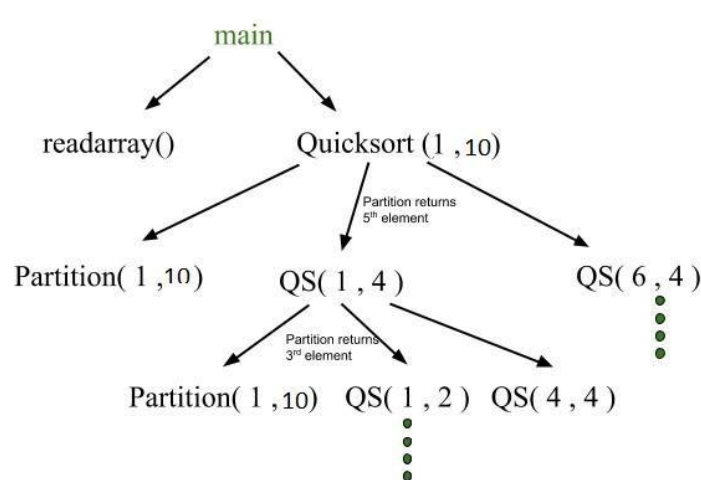 main
readarray()
Quicksort (1 ,10)
Partition returns
5th element
Partition( 1 ,10)
QS( 1 , 4 )
QS( 6 , 4 )
Partition returns
3rd element
Partition( 1 ,10)
QS( 1 , 2 )
QS( 4 , 4 )